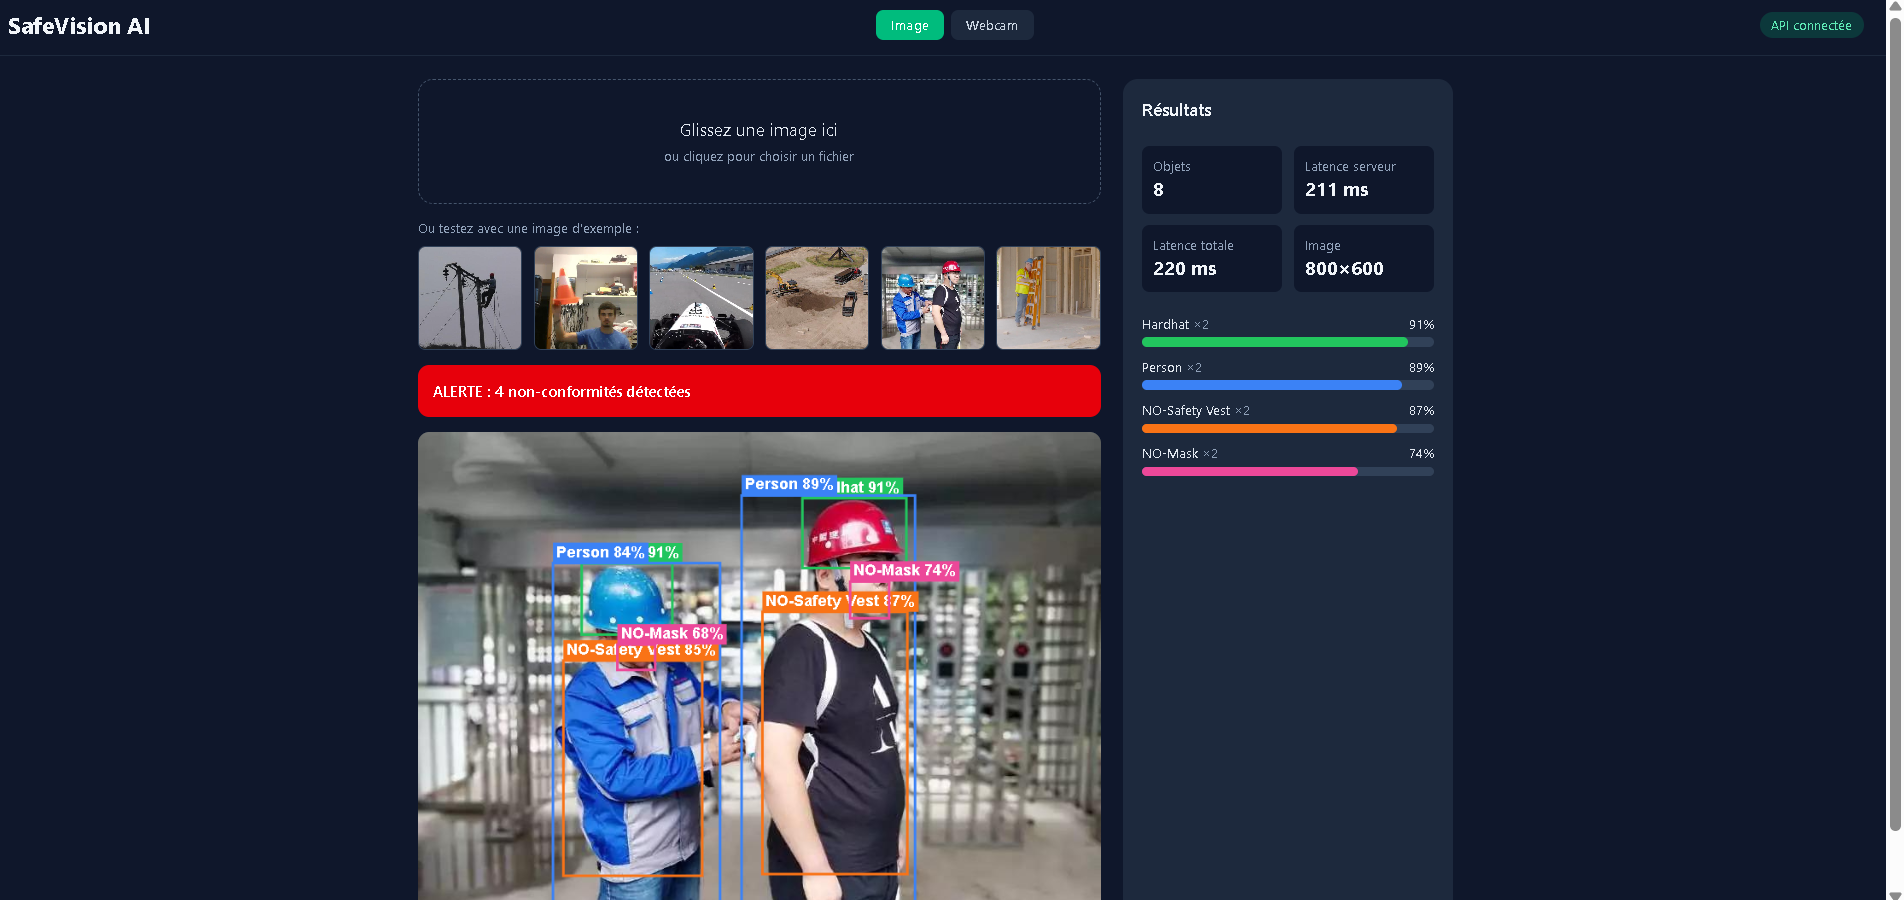 SafeVision AI
Image
Webcam
API connectée
Glissez une image ici
ou cliquez pour choisir un fichier
Ou testez avec une image d'exemple :
ALERTE : 4 non-conformités détectées
Person 89%
hat 91%
Person 84%
91%
NO-Mask 74%
NO-Safety Vest 87%
NO-Mask 68%
NO-Safety Vest 85%
Résultats
Objets
8
Latence serveur
211 ms
Latence totale
220 ms
Image
800×600
Hardhat ×2
91%
Person ×2
89%
NO-Safety Vest ×2
87%
NO-Mask ×2
74%